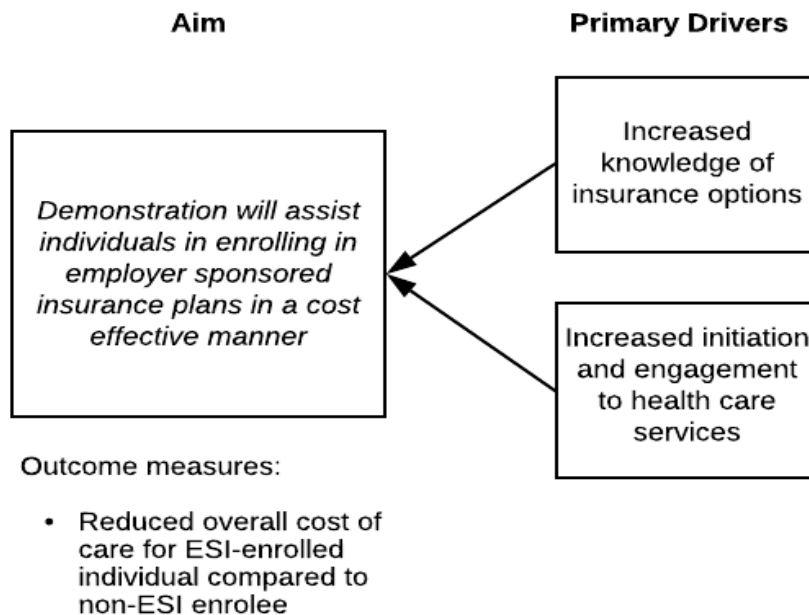 Aim
Primary Drivers
Demonstration will assist
individuals in enrolling in
employer sponsored
insurance plans in a cost
effective manner
Increased
knowledge of
insurance options
Increased initiation
and engagement
to health care
services
Outcome measures:
• Reduced overall cost of
care for ESI-enrolled
individual compared to
non-ESI enrolee